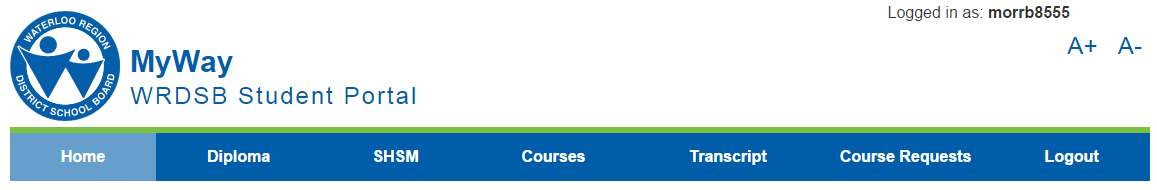 Logged in as: morrb8555
WATERLOO REGION
DISTRICT SCHOOL BOARD
A+ A-
MyWay
WRDSB Student Portal
Home Diploma SHSM Courses Transcript Course Requests Logout